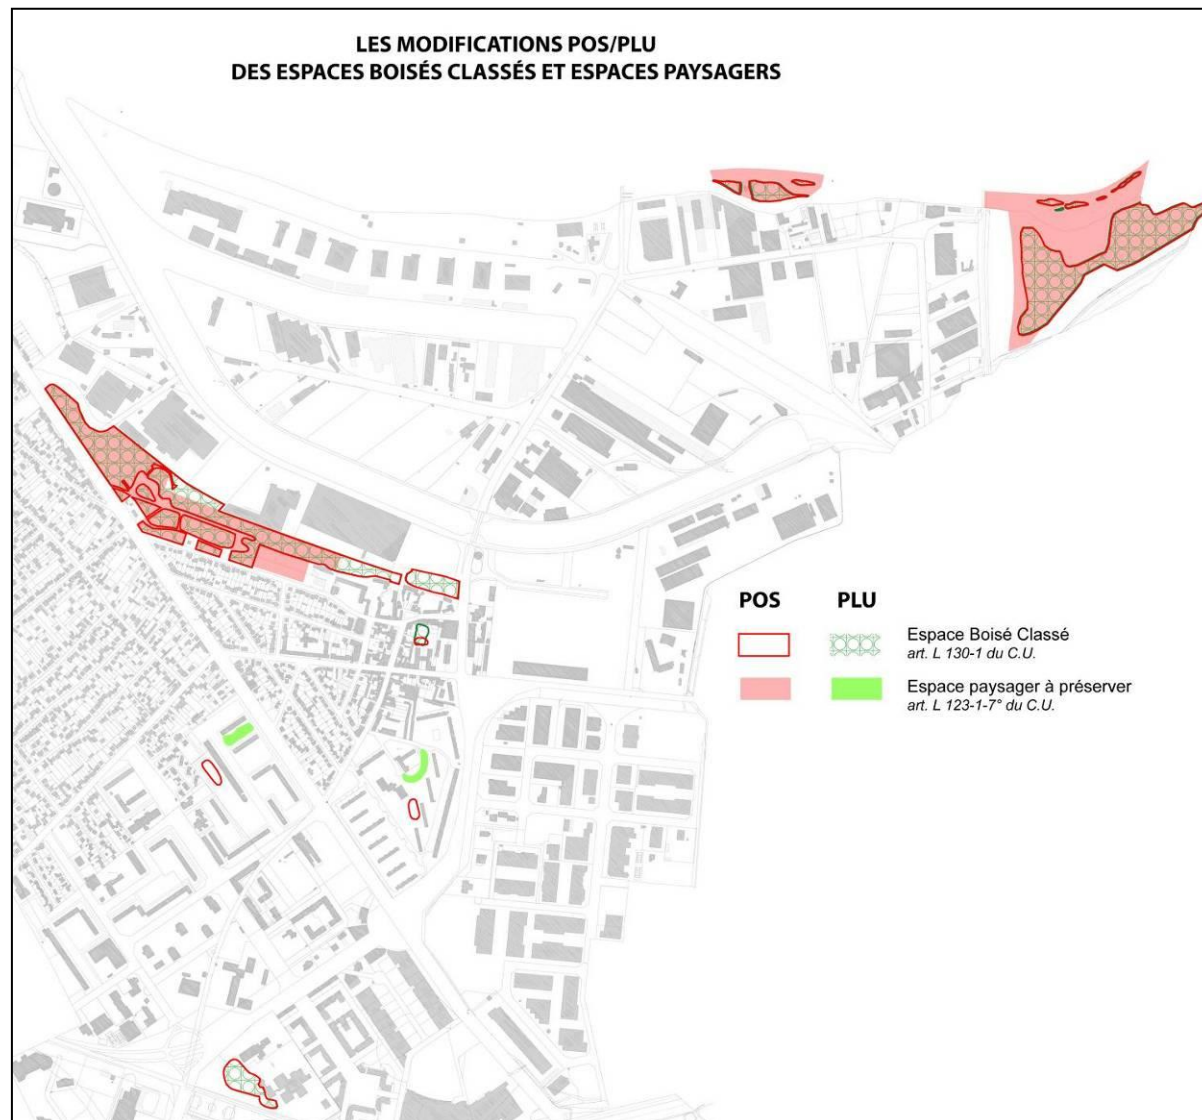 LES MODIFICATIONS POS/PLU
DES ESPACES BOISÉS CLASSÉS ET ESPACES PAYSAGERS
POS PLU
Espace Boisé Classé
art. L 130-1 du C.U.
Espace paysager à préserver
art. L 123-1-7° du C.U.